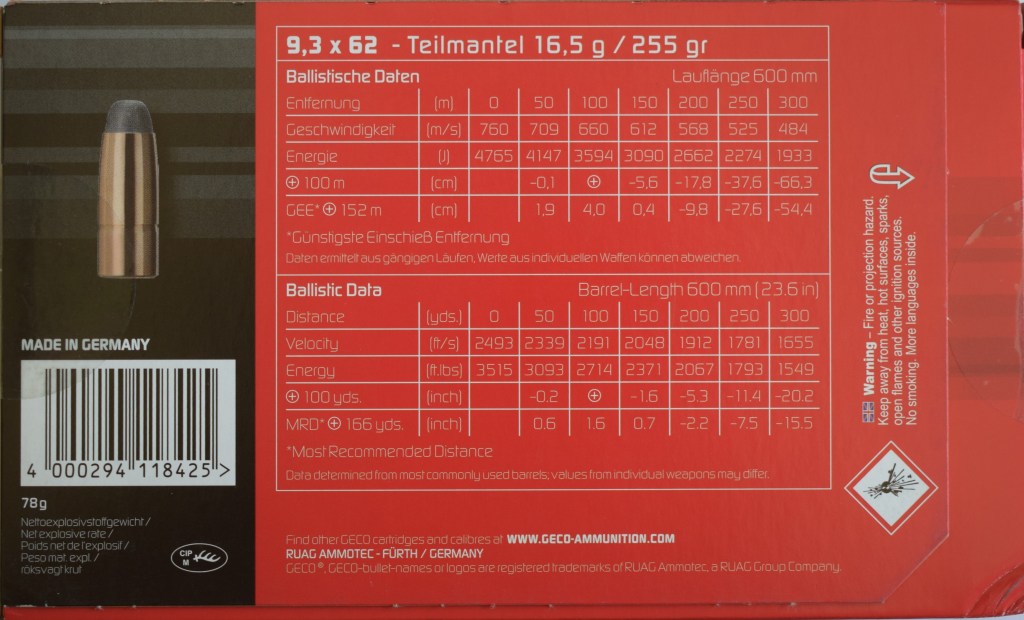 9,3 x 62 - Teilmantel 16,5 g / 255 gr
Ballistische Daten Lauflänge 600 mm
Entfernung (m) 0 50 100 150 200 250 300
Geschwindigkeit (m/s) 760 709 660 612 568 525 484
Energie (J) 4765 4147 3594 3090 2662 2274 1933
⊕ 100 m (cm) -0,1 ⊕ -5,6 -17,8 -37,6 -66,3
GEE* ⊕ 152 m (cm) 1,9 4,0 0,4 -9,8 -27,6 -54,4
*Günstigste Einschieß Entfernung
Daten ermittelt aus gängigen Läufen, Werte aus individuellen Waffen können abweichen.
Ballistic Data Barrel-Length 600 mm (23.6 in)
Distance (yds.) 0 50 100 150 200 250 300
Velocity (ft/s) 2493 2339 2191 2048 1912 1781 1655
Energy (ft.lbs) 3515 3093 2714 2371 2067 1793 1549
⊕ 100 yds. (inch) -0.2 ⊕ -1.6 -5.3 -11.4 -20.2
MRD* ⊕ 166 yds. (inch) 0.6 1.6 0.7 -2.2 -7.5 -15.5
*Most Recommended Distance
Data determined from most commonly used barrels; values from individual weapons may differ.
Find other GECO cartridges and calibres at WWW.GECO-AMMUNITION.COM
RUAG AMMOTEC - FÜRTH / GERMANY
GECO®, GECO-bullet-names or logos are registered trademarks of RUAG Ammotec, a RUAG Group Company.
MADE IN GERMANY
4 000294 118425 >
78g
Nettoexplosivstoffgewicht /
Net explosive rate /
Poids net de l'explosif /
Peso mat. expl. /
röksvagt krut
CIP
M
Warning - Fire or projection hazard.
Keep away from heat, hot surfaces, sparks,
open flames and other ignition sources.
No smoking. More languages inside.